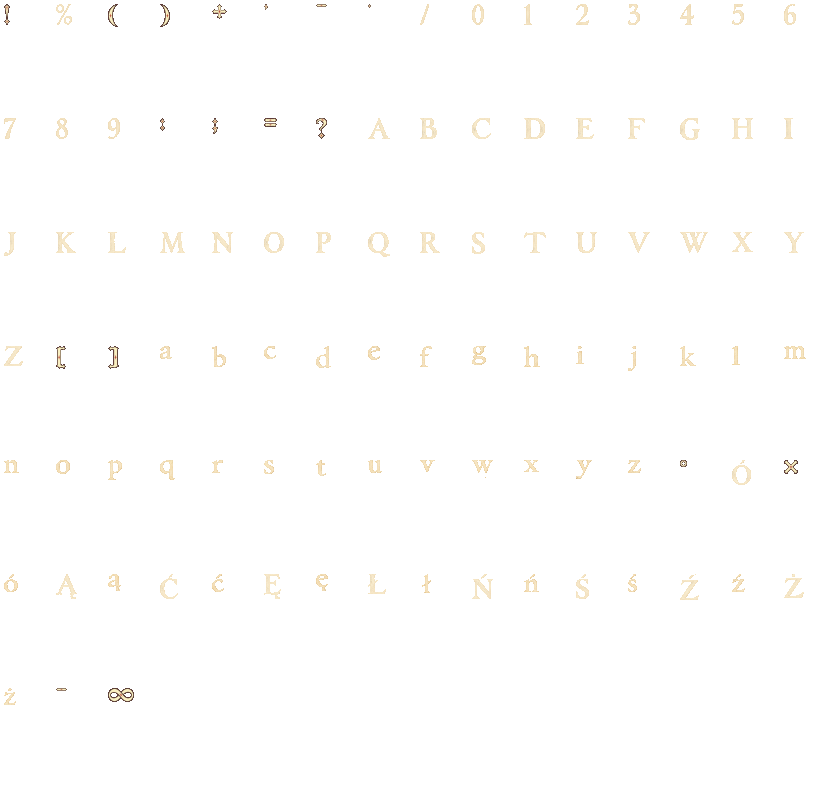 ! % ( ) + , - . / 0 1 2 3 4 5 6
7 8 9 : ; = ? A B C D E F G H I
J K L M N O P Q R S T U V W X Y
Z [ ] a b c d e f g h i j k l m
n o p q r s t u v w x y z ° Ó ×
ó Ą ą Ć ć Ę ę Ł ł Ń ń Ś ś Ź ź Ż
ż – ∞